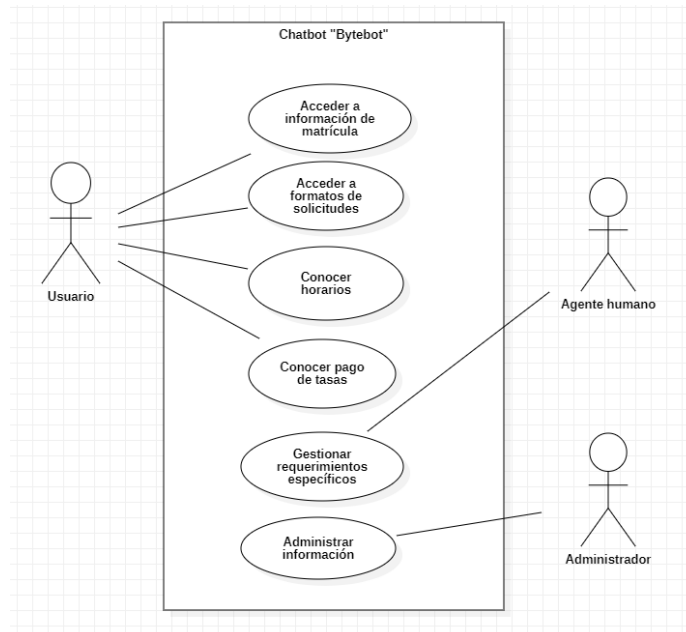 Chatbot "Bytebot"
Acceder a
información de
matrícula
Acceder a
formatos de
solicitudes
Conocer
horarios
Conocer pago
de tasas
Gestionar
requerimientos
específicos
Administrar
información
Usuario
Agente humano
Administrador